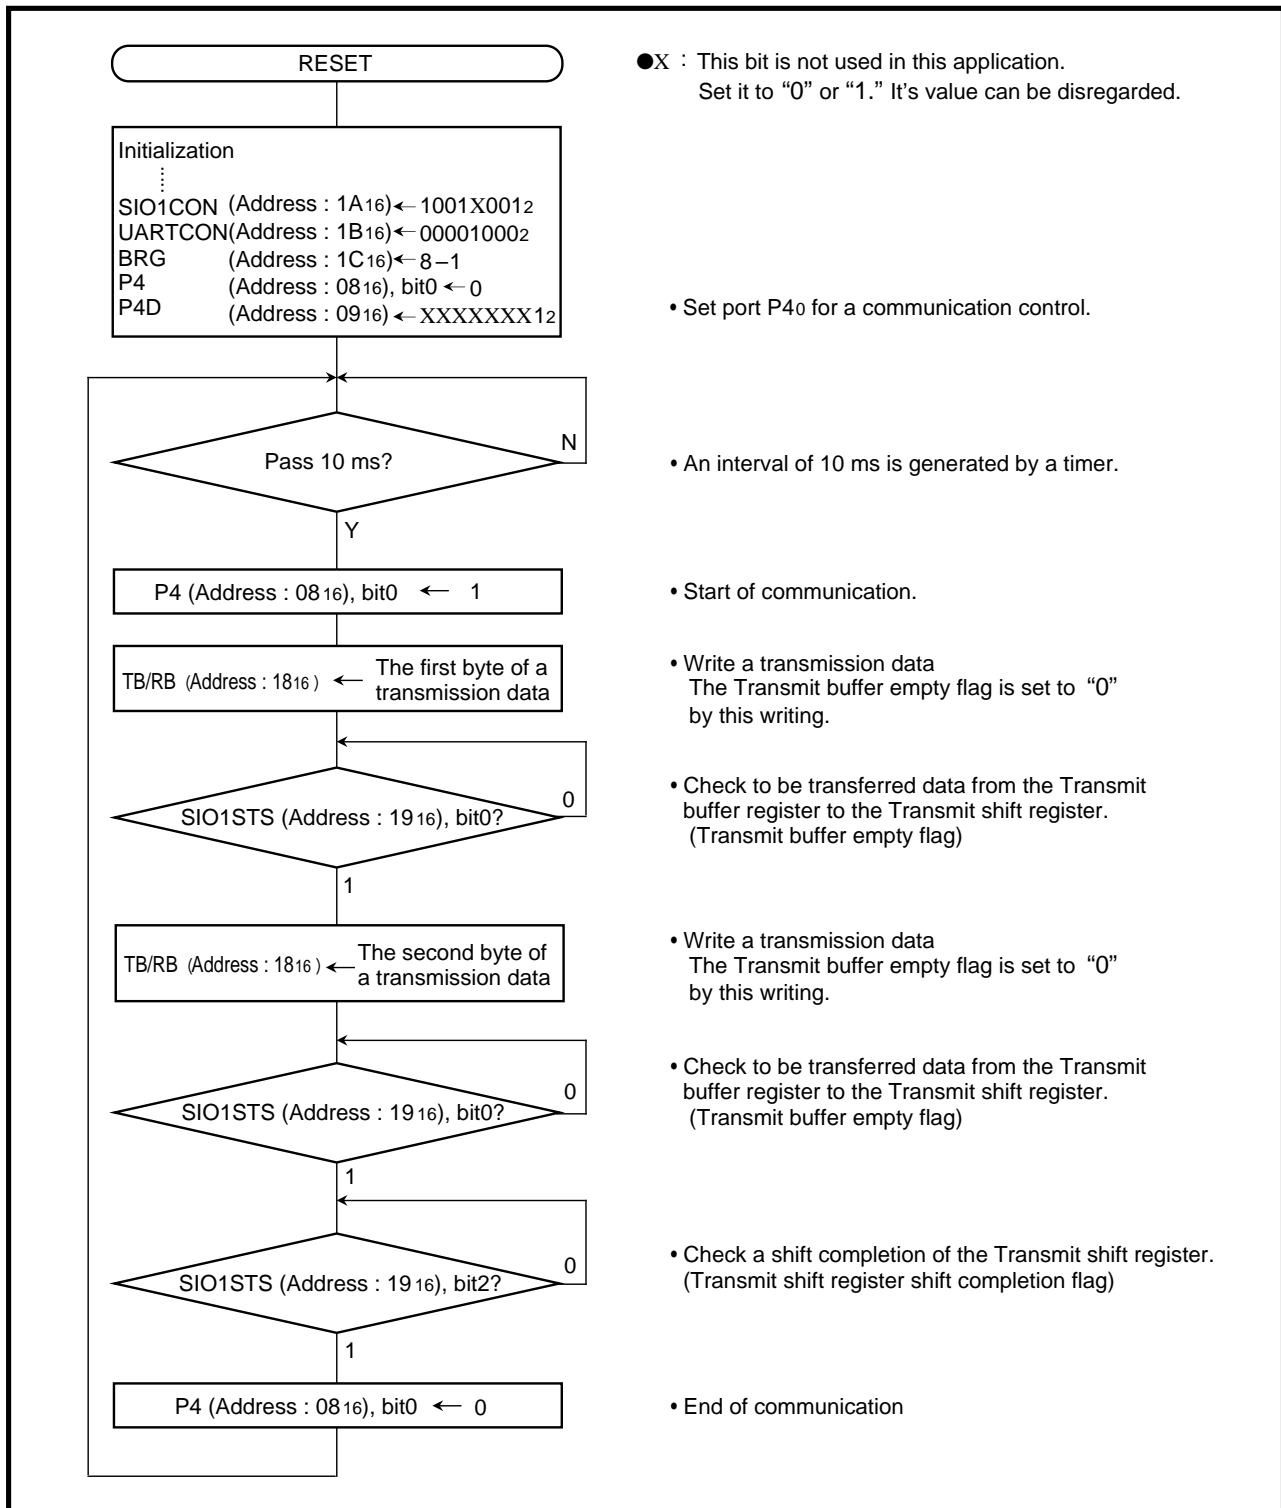 RESET
●X : This bit is not used in this application.
Set it to “0” or “1.” It’s value can be disregarded.
Initialization
SIO1CON (Address : 1A16) ← 1001X0012
UARTCON (Address : 1B16) ← 000010002
BRG (Address : 1C16) ← 8–1
P4 (Address : 0816), bit0 ← 0
P4D (Address : 0916) ← XXXXXXX12
• Set port P40 for a communication control.
Pass 10 ms?
N
• An interval of 10 ms is generated by a timer.
Y
P4 (Address : 0816), bit0 ← 1
• Start of communication.
TB/RB (Address : 1816) ← The first byte of a
transmission data
• Write a transmission data
The Transmit buffer empty flag is set to “0”
by this writing.
SIO1STS (Address : 1916), bit0?
0
• Check to be transferred data from the Transmit
buffer register to the Transmit shift register.
(Transmit buffer empty flag)
1
TB/RB (Address : 1816) ← The second byte of
a transmission data
• Write a transmission data
The Transmit buffer empty flag is set to “0”
by this writing.
SIO1STS (Address : 1916), bit0?
0
• Check to be transferred data from the Transmit
buffer register to the Transmit shift register.
(Transmit buffer empty flag)
1
SIO1STS (Address : 1916), bit2?
0
• Check a shift completion of the Transmit shift register.
(Transmit shift register shift completion flag)
1
P4 (Address : 0816), bit0 ← 0
• End of communication